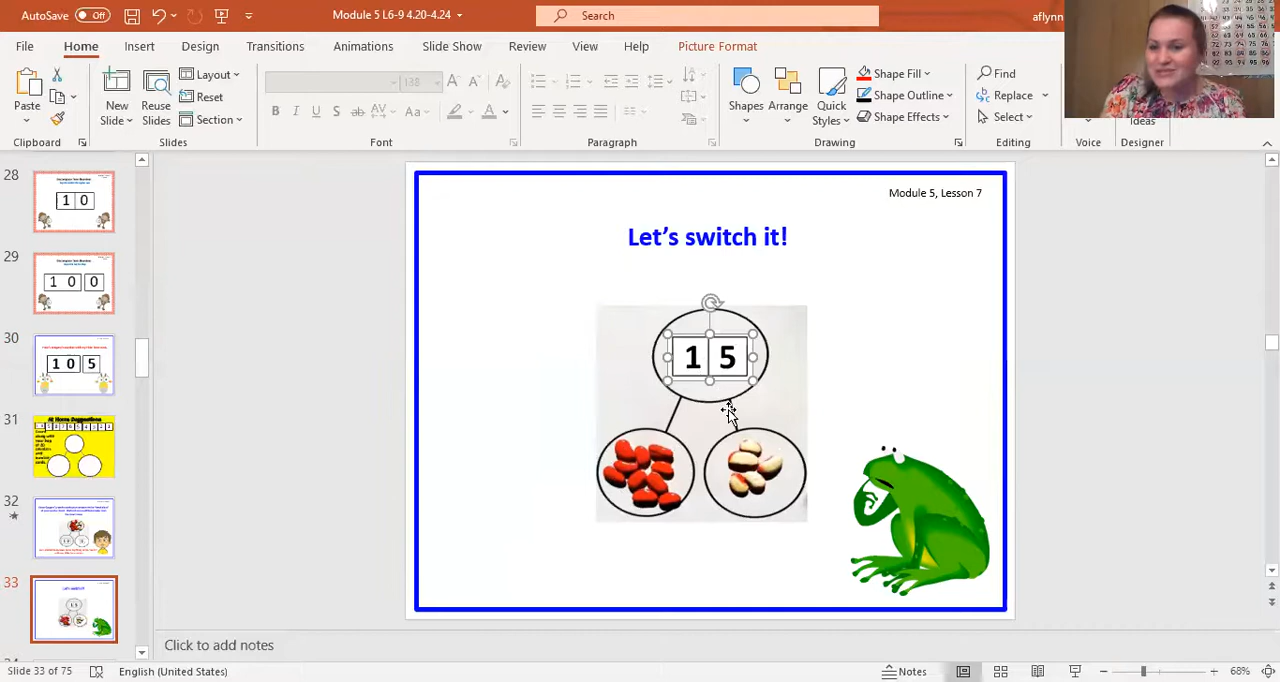 AutoSave Off
Module 5 L6-9 4.20-4.24
Search
aflynn
File Home Insert Design Transitions Animations Slide Show Review View Help Picture Format
Paste
New Slide
Reuse Slides
Layout
Reset
Section
138
Shapes
Arrange
Quick Styles
Shape Fill
Shape Outline
Shape Effects
Find
Replace
Select
Ideas
Clipboard
Slides
Font
Paragraph
Drawing
Editing
Voice
Designer
28
1 0
29
1 0 0
30
1 0 5
31
At Home Suggestions
32
33
Let's switch it!
Module 5, Lesson 7
Let's switch it!
1 5
Click to add notes
Slide 33 of 75
English (United States)
Notes
68%